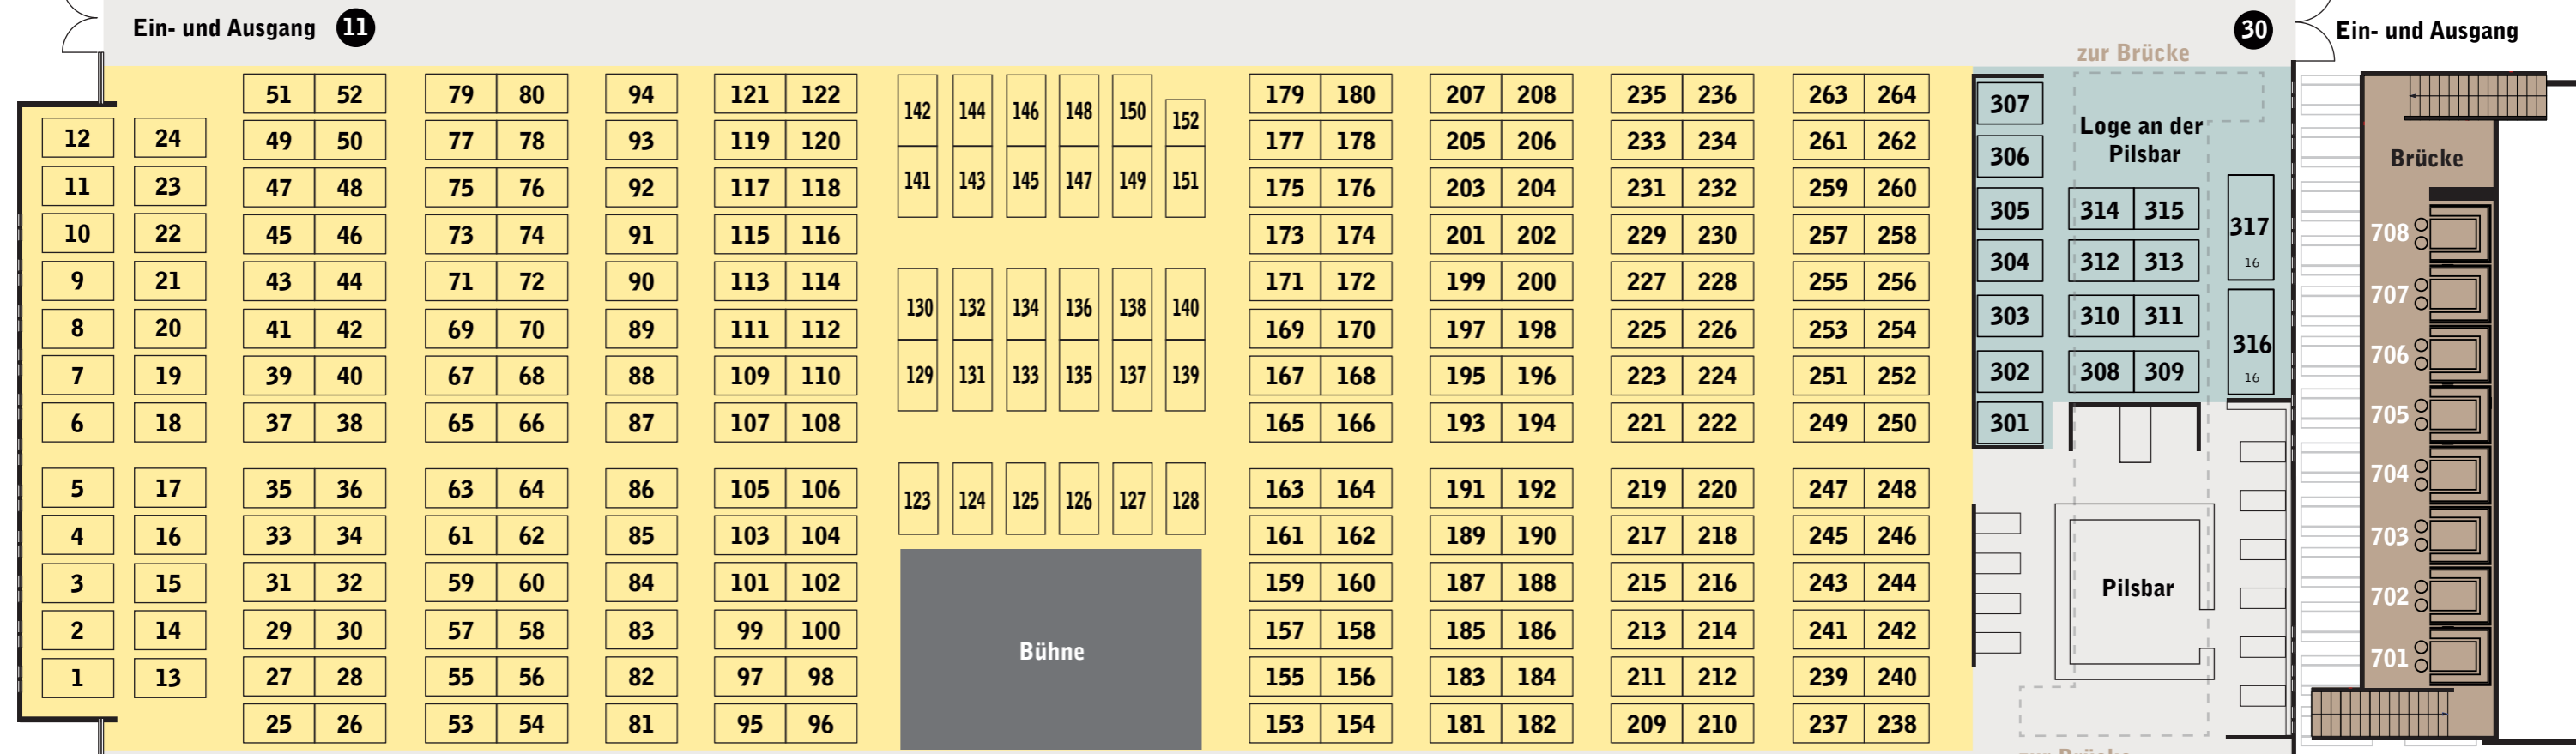 Ein- und Ausgang 11
30 Ein- und Ausgang
zur Brücke
51 52 79 80 94 121 122 142 144 146 148 150 152 179 180 207 208 235 236 263 264 307
12 24 49 50 77 78 93 119 120 177 178 205 206 233 234 261 262 306
Loge an der
Pilsbar
Brücke
11 23 47 48 75 76 92 117 118 141 143 145 147 149 151 175 176 203 204 231 232 259 260 305 314 315 317
16
708
10 22 45 46 73 74 91 115 116 173 174 201 202 229 230 257 258 304 312 313
9 21 43 44 71 72 90 113 114 130 132 134 136 138 140 171 172 199 200 227 228 255 256 707
8 20 41 42 69 70 89 111 112 169 170 197 198 225 226 253 254 303 310 311 316
16
706
7 19 39 40 67 68 88 109 110 129 131 133 135 137 139 167 168 195 196 223 224 251 252 302 308 309
6 18 37 38 65 66 87 107 108 165 166 193 194 221 222 249 250 301 705
5 17 35 36 63 64 86 105 106 123 124 125 126 127 128 163 164 191 192 219 220 247 248 704
4 16 33 34 61 62 85 103 104 161 162 189 190 217 218 245 246 703
3 15 31 32 59 60 84 101 102 159 160 187 188 215 216 243 244 Pilsbar 702
2 14 29 30 57 58 83 99 100 Bühne 157 158 185 186 213 214 241 242 701
1 13 27 28 55 56 82 97 98 155 156 183 184 211 212 239 240
25 26 53 54 81 95 96 153 154 181 182 209 210 237 238
zur Brücke